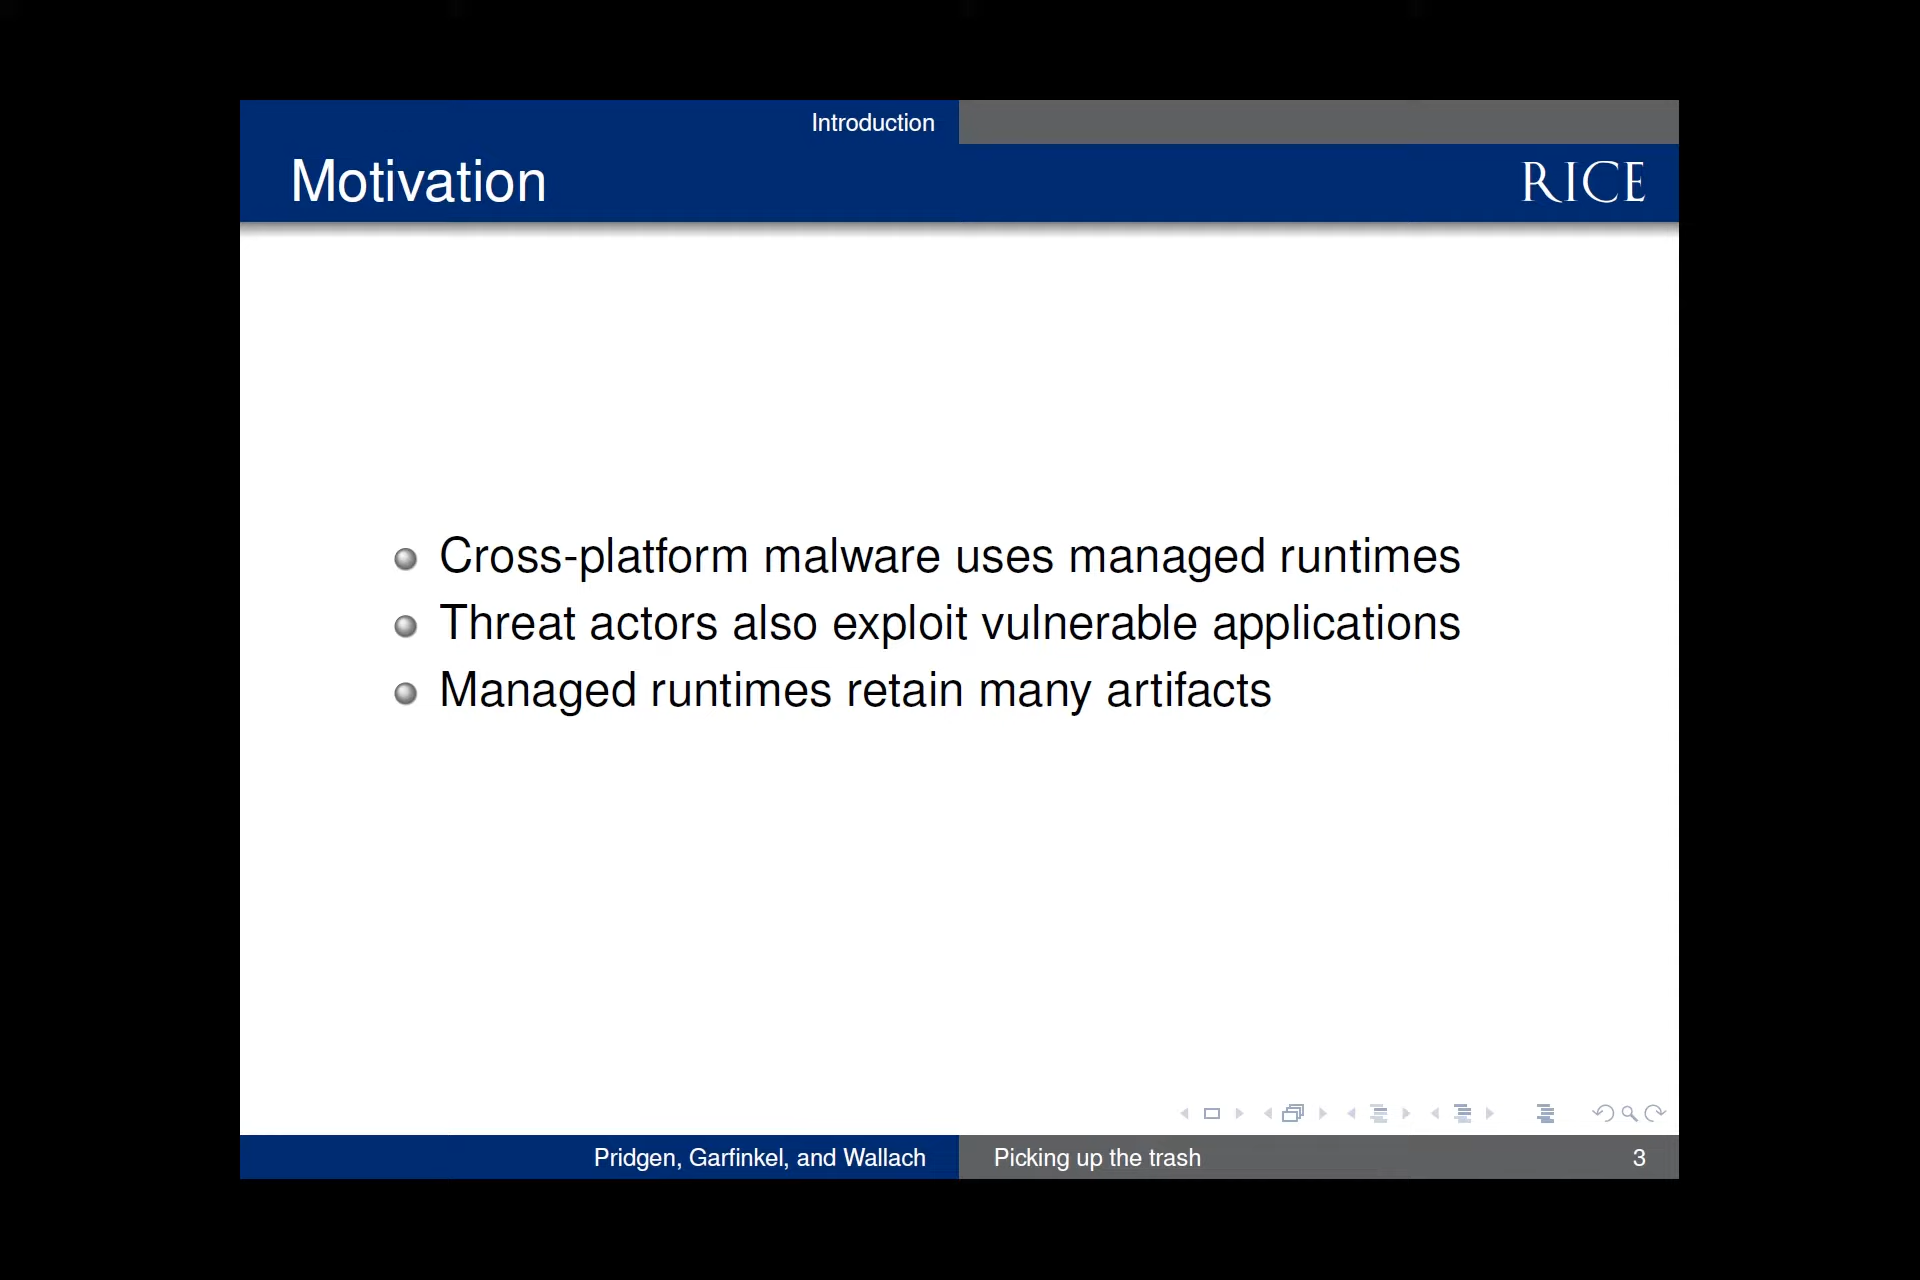 Introduction
Motivation
RICE
Cross-platform malware uses managed runtimes
Threat actors also exploit vulnerable applications
Managed runtimes retain many artifacts
Pridgen, Garfinkel, and Wallach
Picking up the trash
3